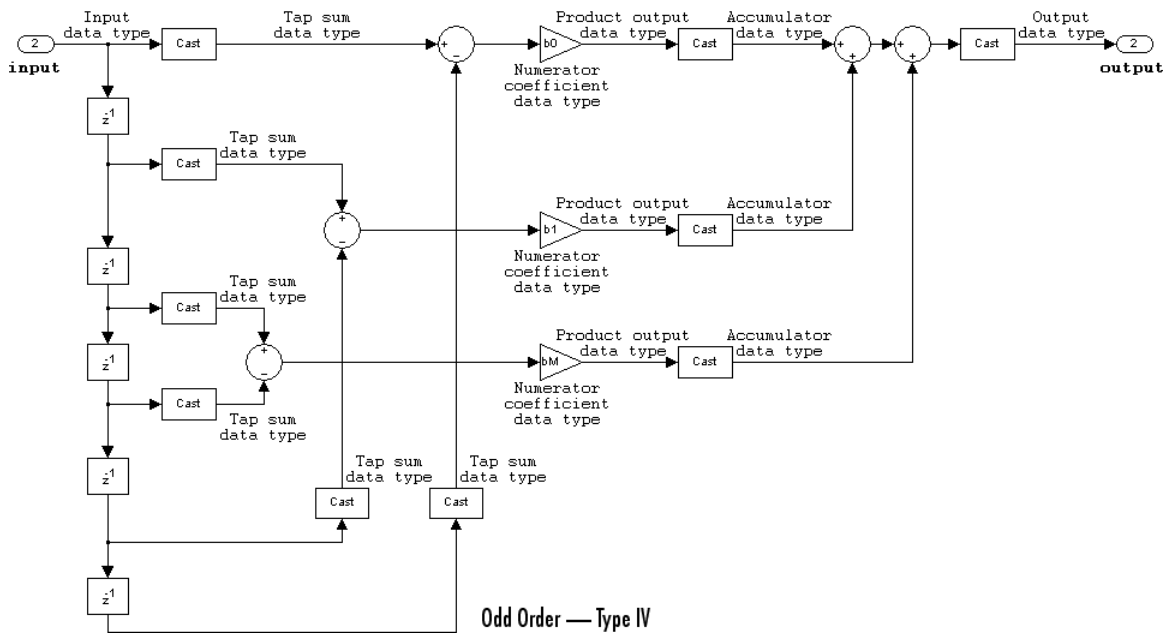 Input
data type
2
input
Cast
Tap sum
data type
+
−
b0
Numerator
coefficient
data type
Product output
data type
Cast
Accumulator
data type
+
+
+
+
Cast
Output
data type
2
output
z-1
Cast
Tap sum
data type
+
−
b1
Numerator
coefficient
data type
Product output
data type
Cast
Accumulator
data type
z-1
Cast
Tap sum
data type
+
−
z-1
Cast
Tap sum
data type
bM
Numerator
coefficient
data type
Product output
data type
Cast
Accumulator
data type
z-1
Tap sum
data type
Cast
Tap sum
data type
Cast
z-1
Odd Order — Type IV